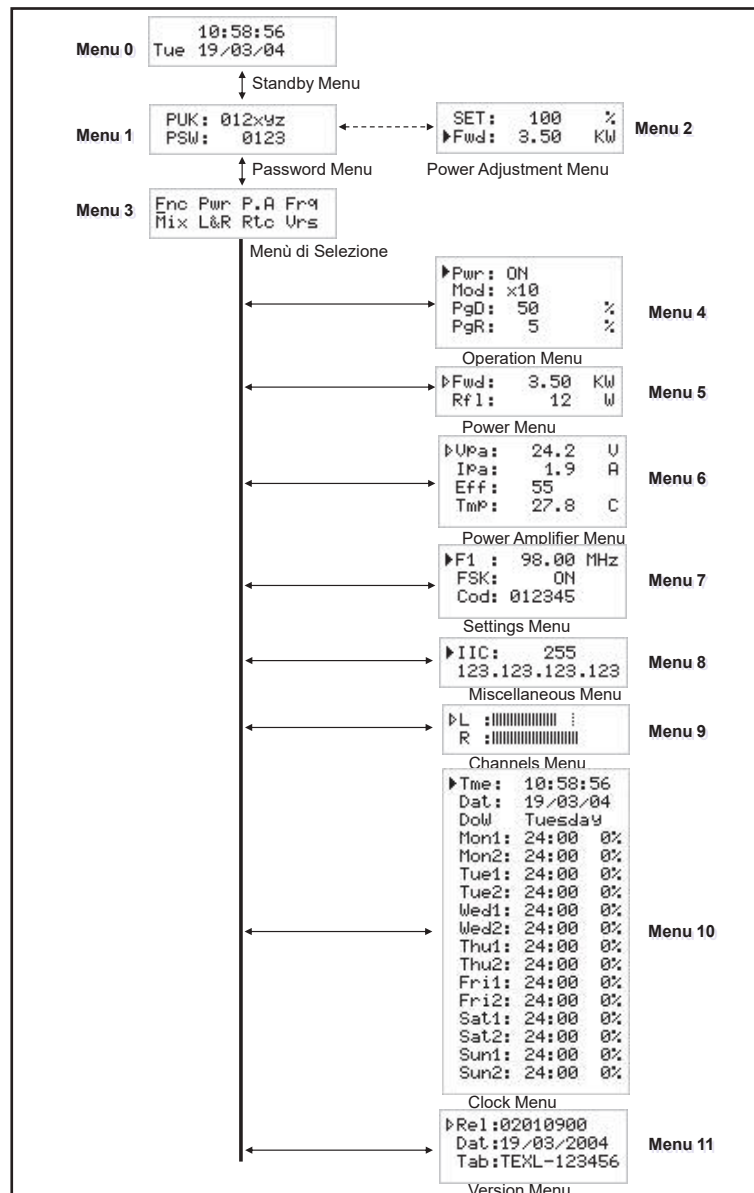 10:58:56
Tue 19/03/04
Menu 0
Standby Menu
PUK: 012xyz
PSW: 0123
Menu 1
SET: 100 %
Fwd: 3.50 KW
Menu 2
Password Menu
Power Adjustment Menu
Fnc Pwr P.A Frq
Mix L&R Rtc Vrs
Menu 3
Menù di Selezione
Pwr: ON
Mod: x10
PgD: 50 %
PgR: 5 %
Menu 4
Operation Menu
Fwd: 3.50 KW
Rfl: 12 W
Menu 5
Power Menu
Vpa: 24.2 V
Ipa: 1.9 A
Eff: 55
Tmp: 27.8 C
Menu 6
Power Amplifier Menu
F1 : 98.00 MHz
FSK: ON
Cod: 012345
Menu 7
Settings Menu
IIC: 255
123.123.123.123
Menu 8
Miscellaneous Menu
L :
R :
Menu 9
Channels Menu
Tme: 10:58:56
Dat: 19/03/04
DoW Tuesday
Mon1: 24:00 0%
Mon2: 24:00 0%
Tue1: 24:00 0%
Tue2: 24:00 0%
Wed1: 24:00 0%
Wed2: 24:00 0%
Thu1: 24:00 0%
Thu2: 24:00 0%
Fri1: 24:00 0%
Fri2: 24:00 0%
Sat1: 24:00 0%
Sat2: 24:00 0%
Sun1: 24:00 0%
Sun2: 24:00 0%
Menu 10
Clock Menu
Rel:02010900
Dat:19/03/2004
Tab:TEXL-123456
Menu 11
Version Menu